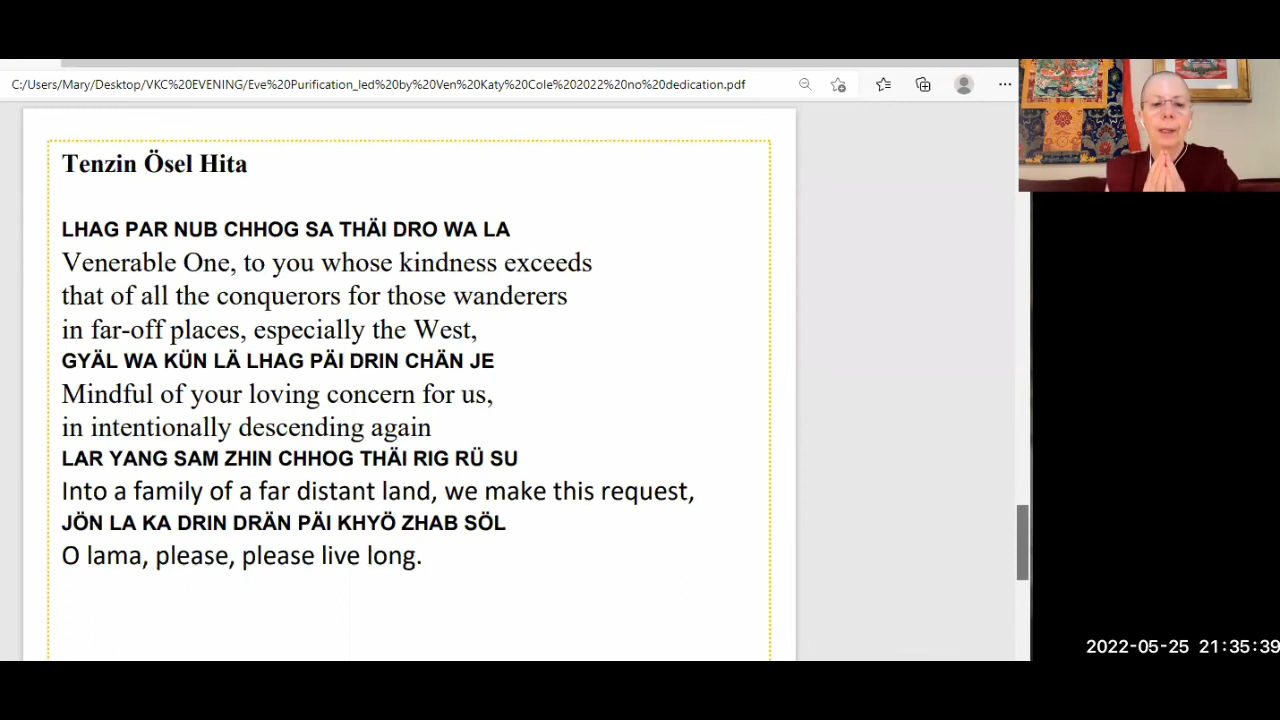 C:/Users/Mary/Desktop/VKC%20EVENING/Eve%20Purification_led%20by%20Ven%20Katy%20Cole%202022%20no%20dedication.pdf
Tenzin Ösel Hita
LHAG PAR NUB CHHOG SA THÄI DRO WA LA
Venerable One, to you whose kindness exceeds
that of all the conquerors for those wanderers
in far-off places, especially the West,
GYÄL WA KÜN LÄ LHAG PÄI DRIN CHÄN JE
Mindful of your loving concern for us,
in intentionally descending again
LAR YANG SAM ZHIN CHHOG THÄI RIG RÜ SU
Into a family of a far distant land, we make this request,
JÖN LA KA DRIN DRÄN PÄI KHYÖ ZHAB SÖL
O lama, please, please live long.
2022-05-25 21:35:39